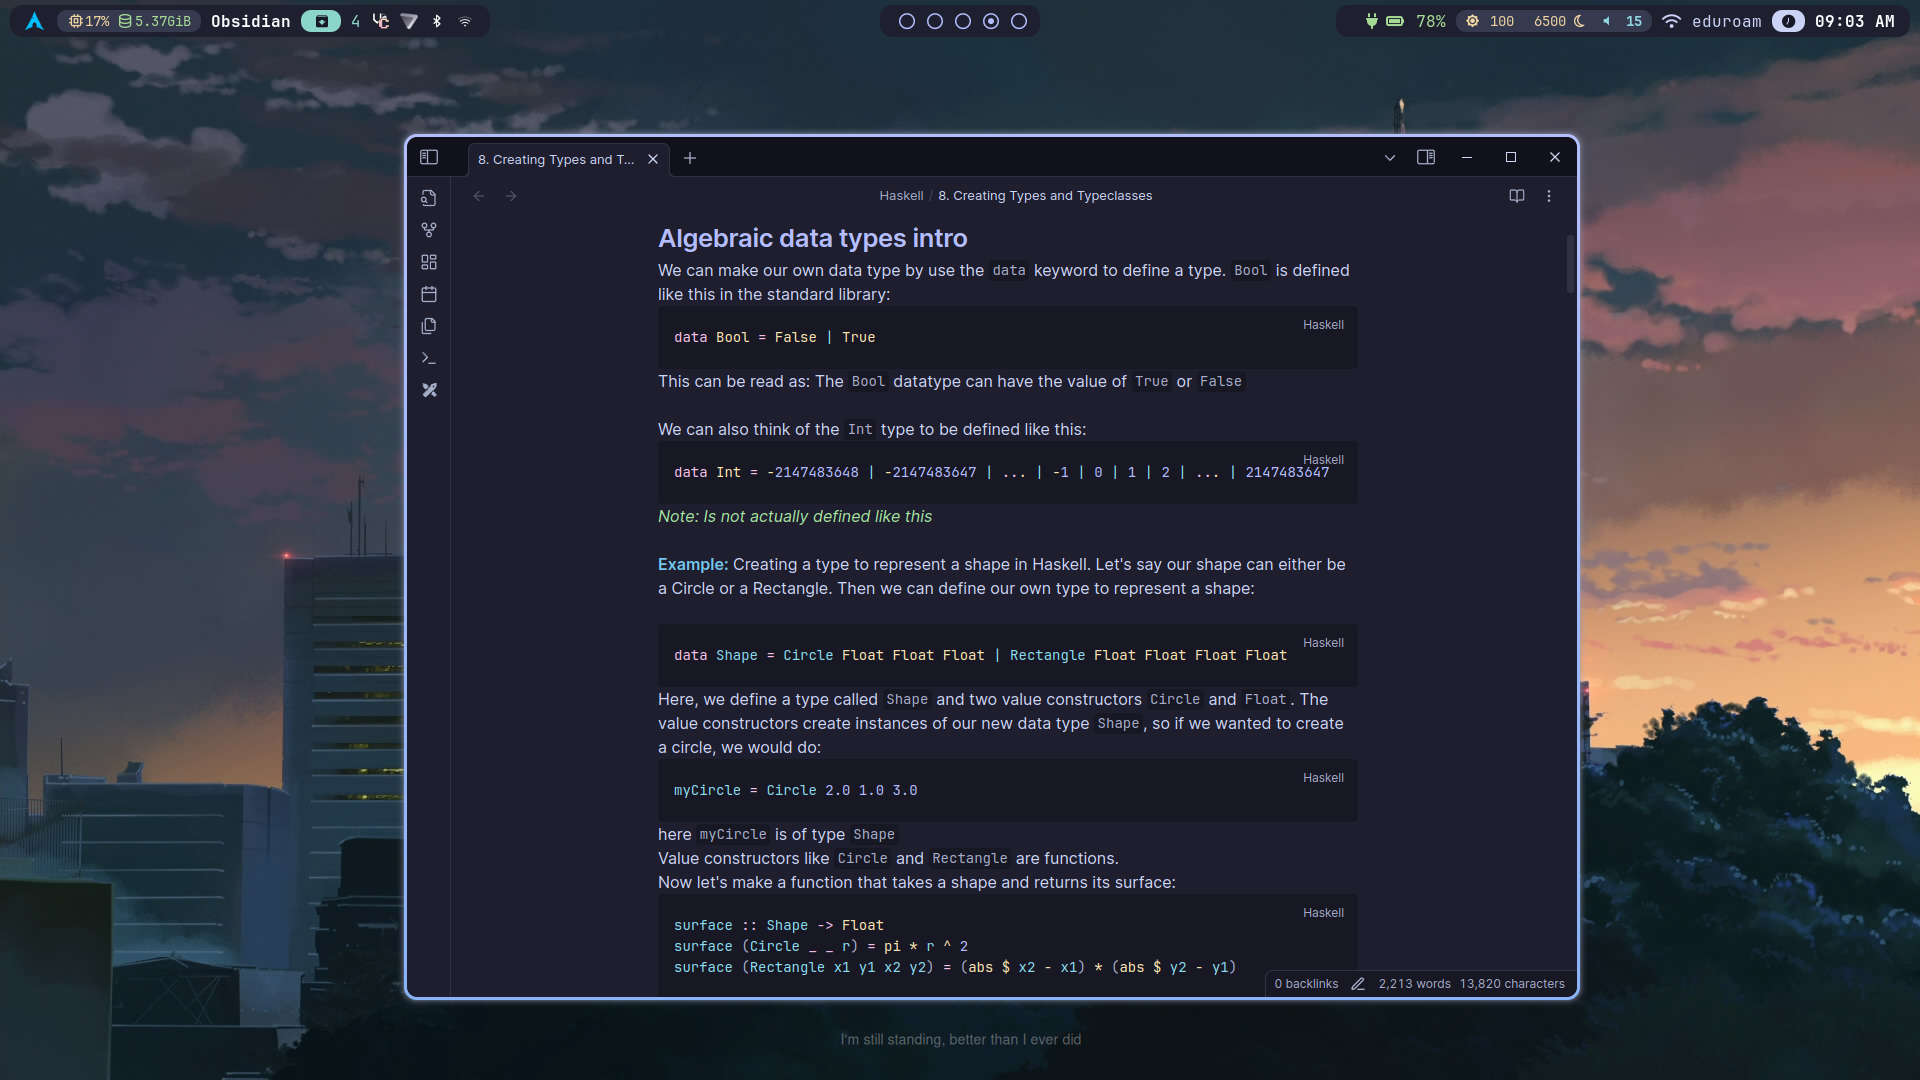 17% 5.37GiB Obsidian 4
78% 100 6500 15 eduroam 09:03 AM
8. Creating Types and T...
Haskell / 8. Creating Types and Typeclasses
Algebraic data types intro
We can make our own data type by use the data keyword to define a type. Bool is defined
like this in the standard library:
Haskell
data Bool = False | True
This can be read as: The Bool datatype can have the value of True or False
We can also think of the Int type to be defined like this:
Haskell
data Int = -2147483648 | -2147483647 | ... | -1 | 0 | 1 | 2 | ... | 2147483647
Note: Is not actually defined like this
Example: Creating a type to represent a shape in Haskell. Let's say our shape can either be
a Circle or a Rectangle. Then we can define our own type to represent a shape:
Haskell
data Shape = Circle Float Float Float | Rectangle Float Float Float Float
Here, we define a type called Shape and two value constructors Circle and Float. The
value constructors create instances of our new data type Shape, so if we wanted to create
a circle, we would do:
Haskell
myCircle = Circle 2.0 1.0 3.0
here myCircle is of type Shape
Value constructors like Circle and Rectangle are functions.
Now let's make a function that takes a shape and returns its surface:
Haskell
surface :: Shape -> Float
surface (Circle _ _ r) = pi * r ^ 2
surface (Rectangle x1 y1 x2 y2) = (abs $ x2 - x1) * (abs $ y2 - y1)
0 backlinks 2,213 words 13,820 characters
I'm still standing, better than I ever did